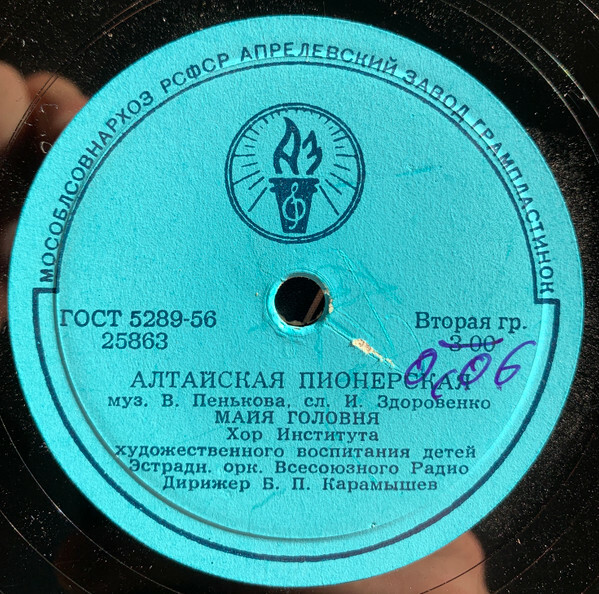 МОСОБЛСОВНАРХОЗ РСФСР АПРЕЛЕВСКИЙ ЗАВОД ГРАМПЛАСТИНОК
АЗ
ГОСТ 5289-56
25863
Вторая гр.
3-00
0,06
АЛТАЙСКАЯ ПИОНЕРСКАЯ
муз. В. Пенькова, сл. И. Здоровенко
МАЙЯ ГОЛОВНЯ
Хор Института
художественного воспитания детей
Эстрадн. орк. Всесоюзного Радио
Дирижер Б. П. Карамышев